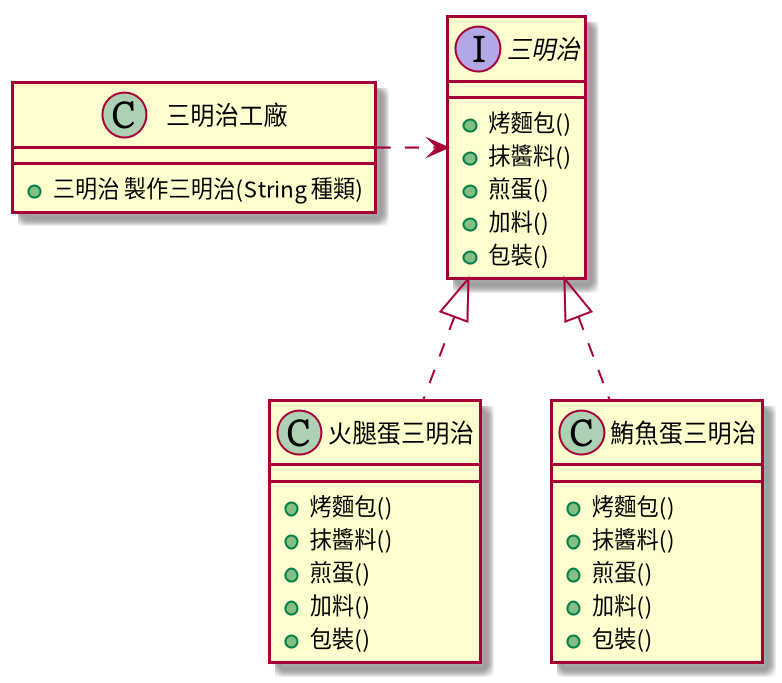 C 三明治工廠
三明治 製作三明治(String 種類)
I 三明治
烤麵包()
抹醬料()
煎蛋()
加料()
包裝()
C 火腿蛋三明治
烤麵包()
抹醬料()
煎蛋()
加料()
包裝()
C 鮪魚蛋三明治
烤麵包()
抹醬料()
煎蛋()
加料()
包裝()